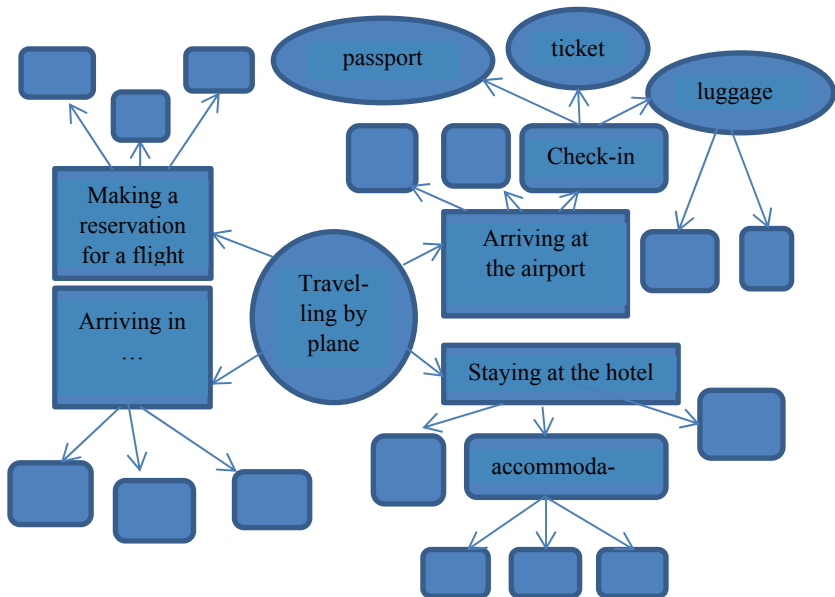 passport
ticket
luggage
Check-in
Making a
reservation
for a flight
Arriving at
the airport
Travel-
ling by
plane
Arriving in
…
Staying at the hotel
accommoda-